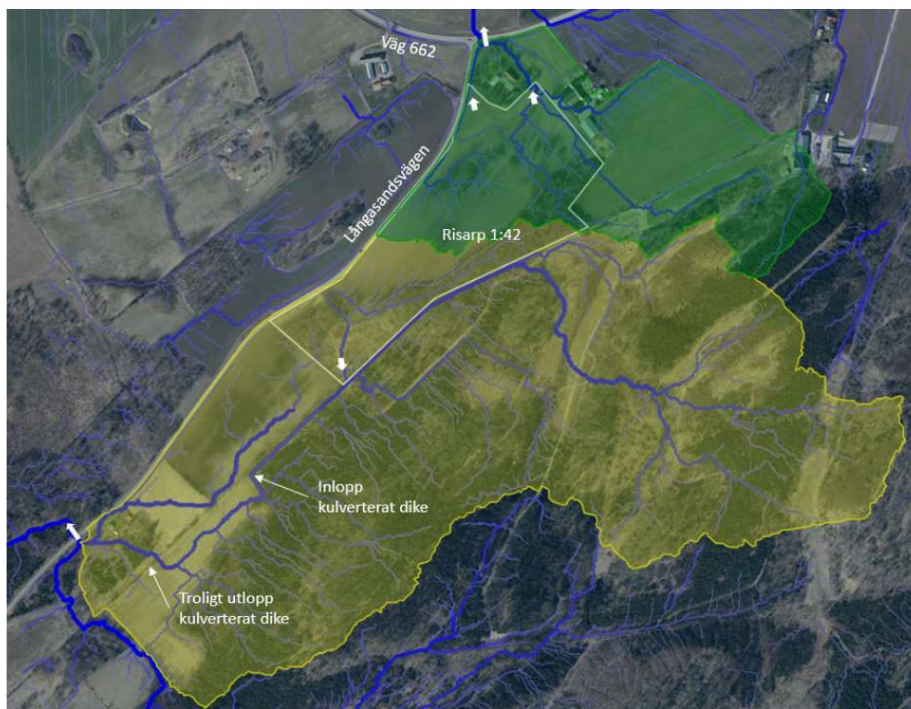 Väg 662
Långasandsvägen
Risarp 1:42
Inlopp
kulverterat dike
Troligt utlopp
kulverterat dike